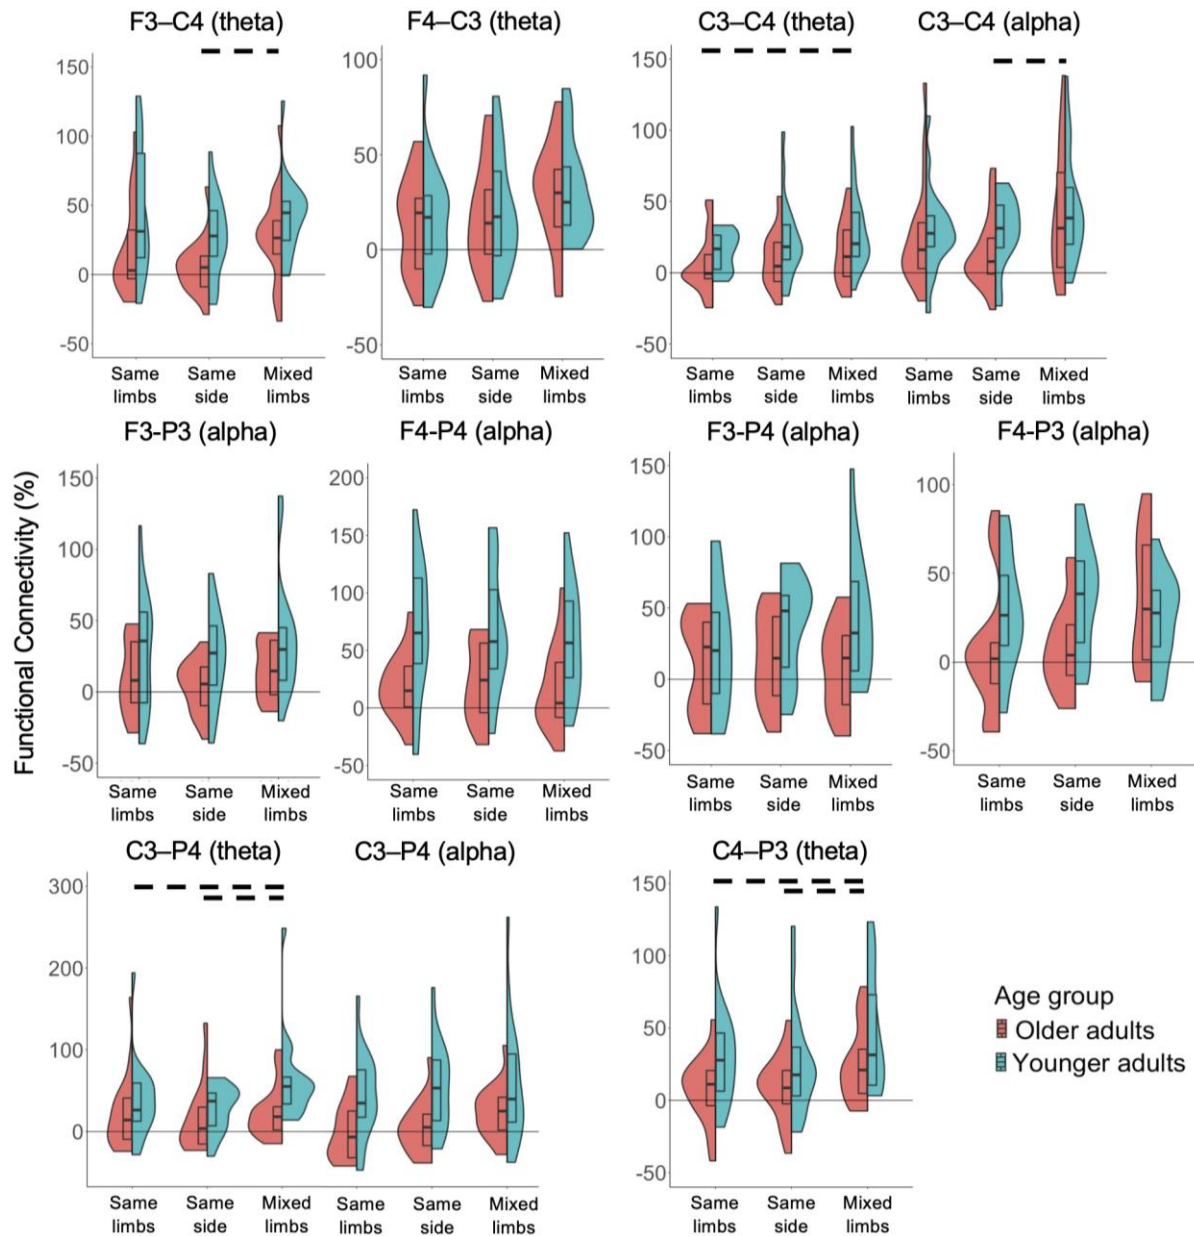 F3–C4 (theta)
F4–C3 (theta)
C3–C4 (theta)
C3–C4 (alpha)
150
100
50
0
-50
100
50
0
-50
150
100
50
0
-50
Same limbs
Same side
Mixed limbs
Same limbs
Same side
Mixed limbs
Same limbs
Same side
Mixed limbs
Same limbs
Same side
Mixed limbs
Functional Connectivity (%)
F3-P3 (alpha)
F4-P4 (alpha)
F3-P4 (alpha)
F4-P3 (alpha)
150
100
50
0
-50
200
150
100
50
0
-50
150
100
50
0
-50
100
50
0
-50
Same limbs
Same side
Mixed limbs
Same limbs
Same side
Mixed limbs
Same limbs
Same side
Mixed limbs
Same limbs
Same side
Mixed limbs
C3–P4 (theta)
C3–P4 (alpha)
C4–P3 (theta)
300
200
100
0
150
100
50
0
-50
Same limbs
Same side
Mixed limbs
Same limbs
Same side
Mixed limbs
Same limbs
Same side
Mixed limbs
Age group
Older adults
Younger adults